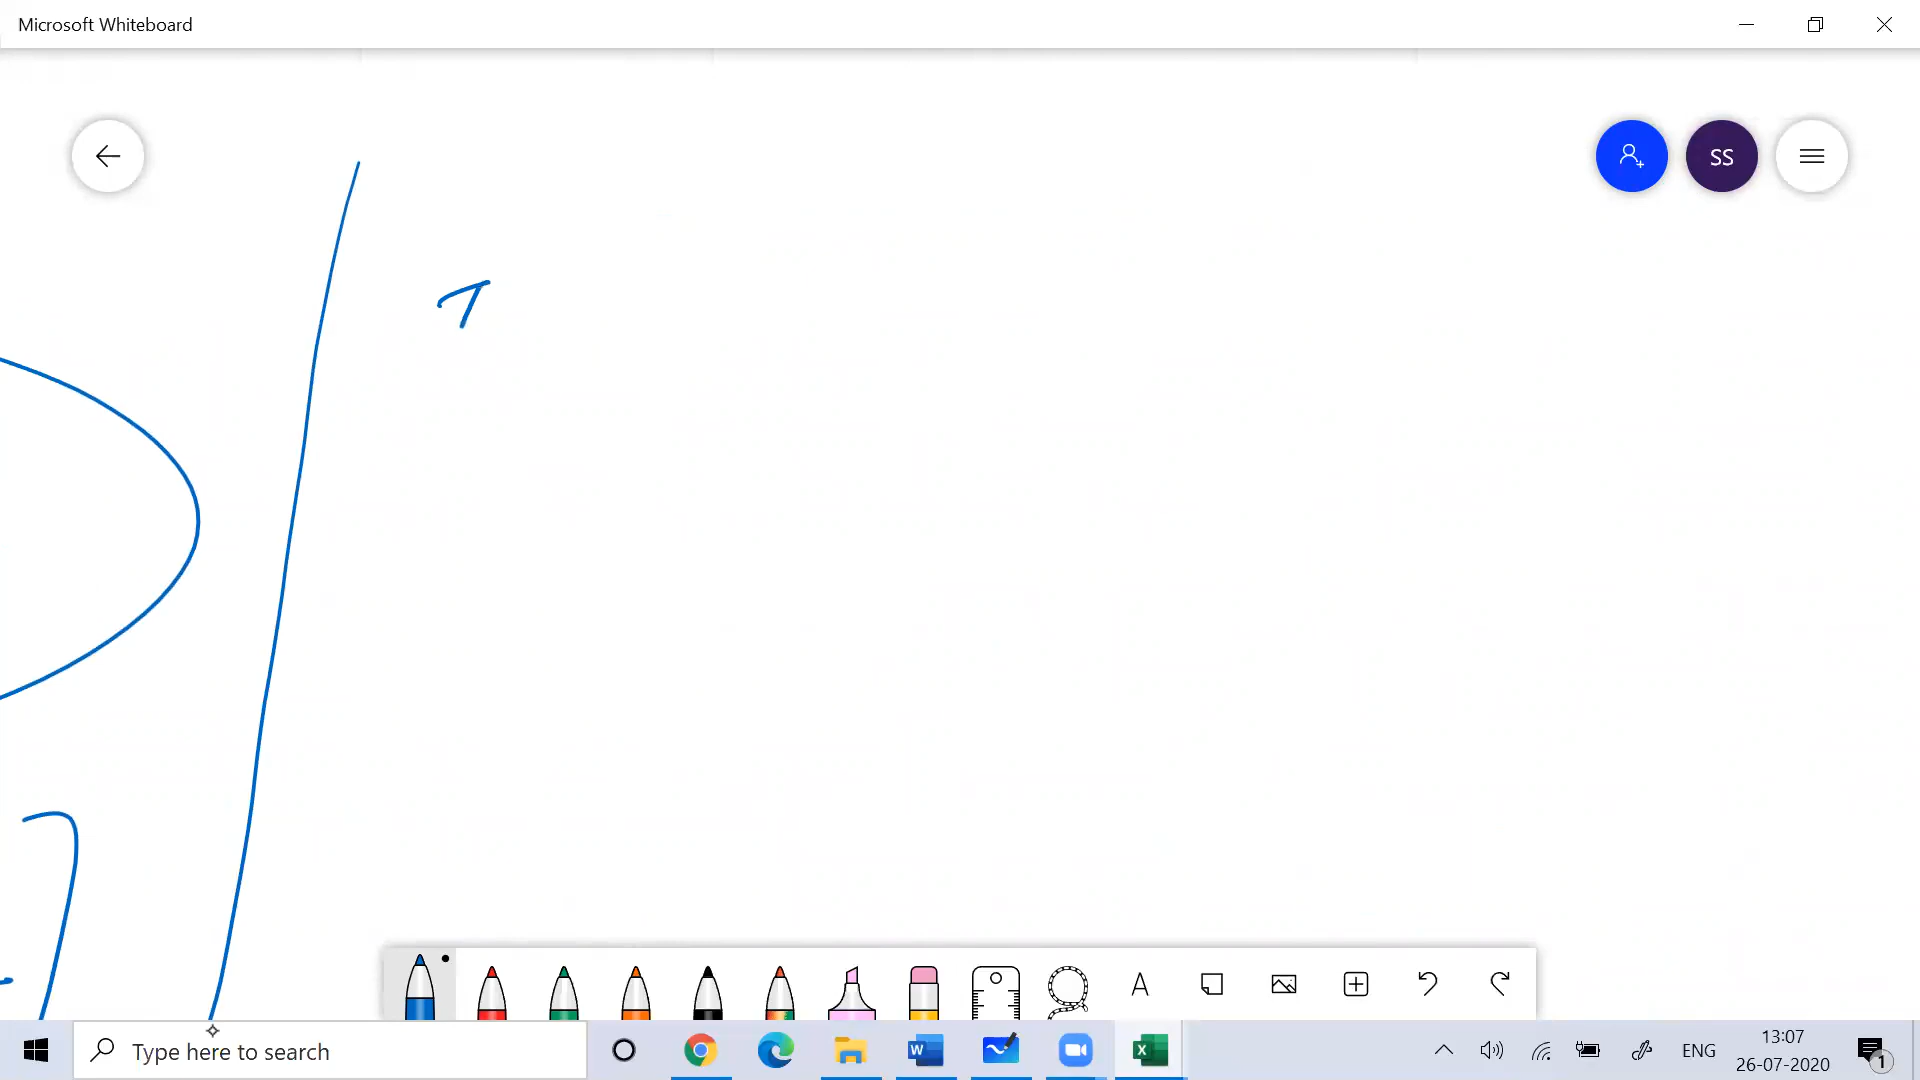 Microsoft Whiteboard
SS
A
Type here to search
ENG
13:07
26-07-2020
1